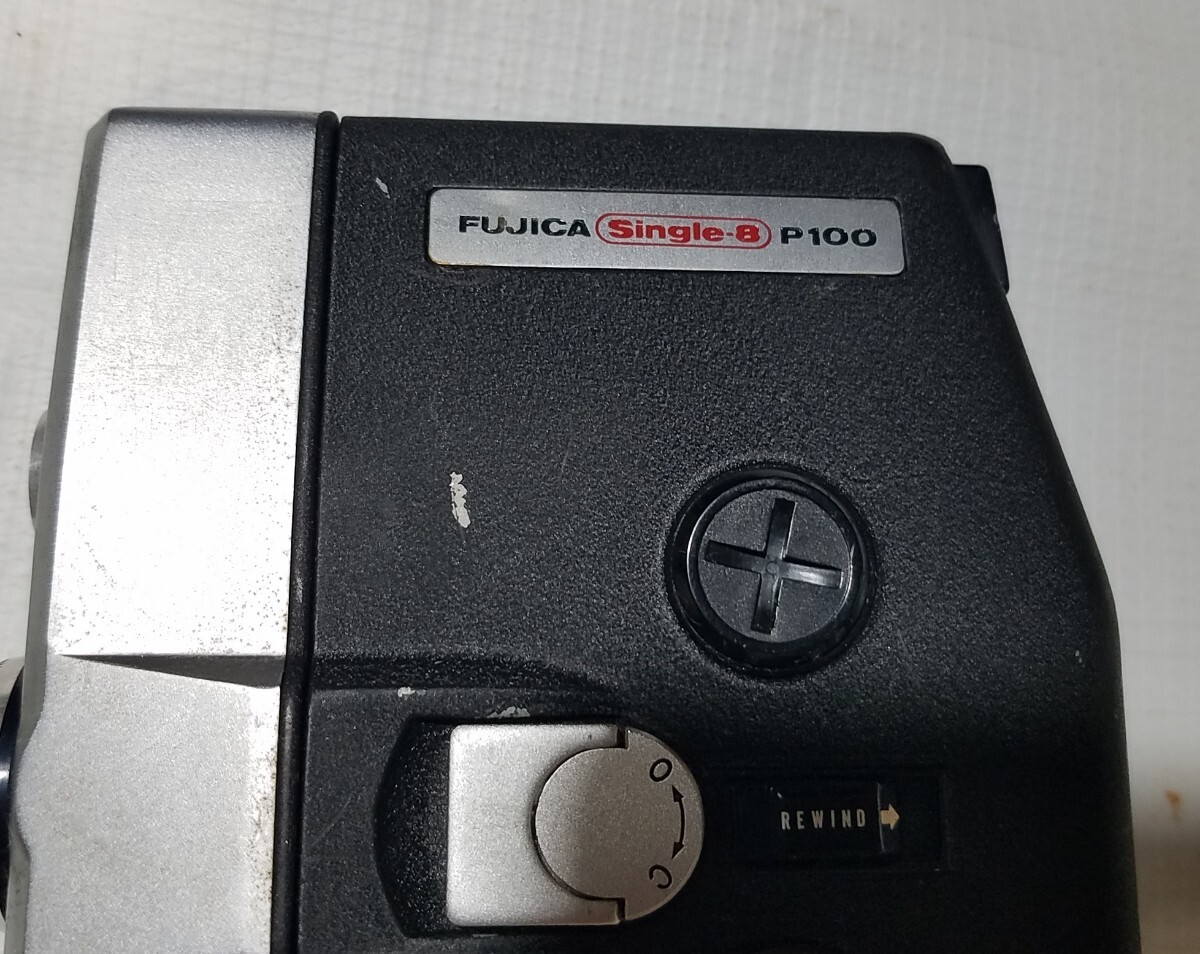 FUJICA Single-8 P100
O
C
REWIND